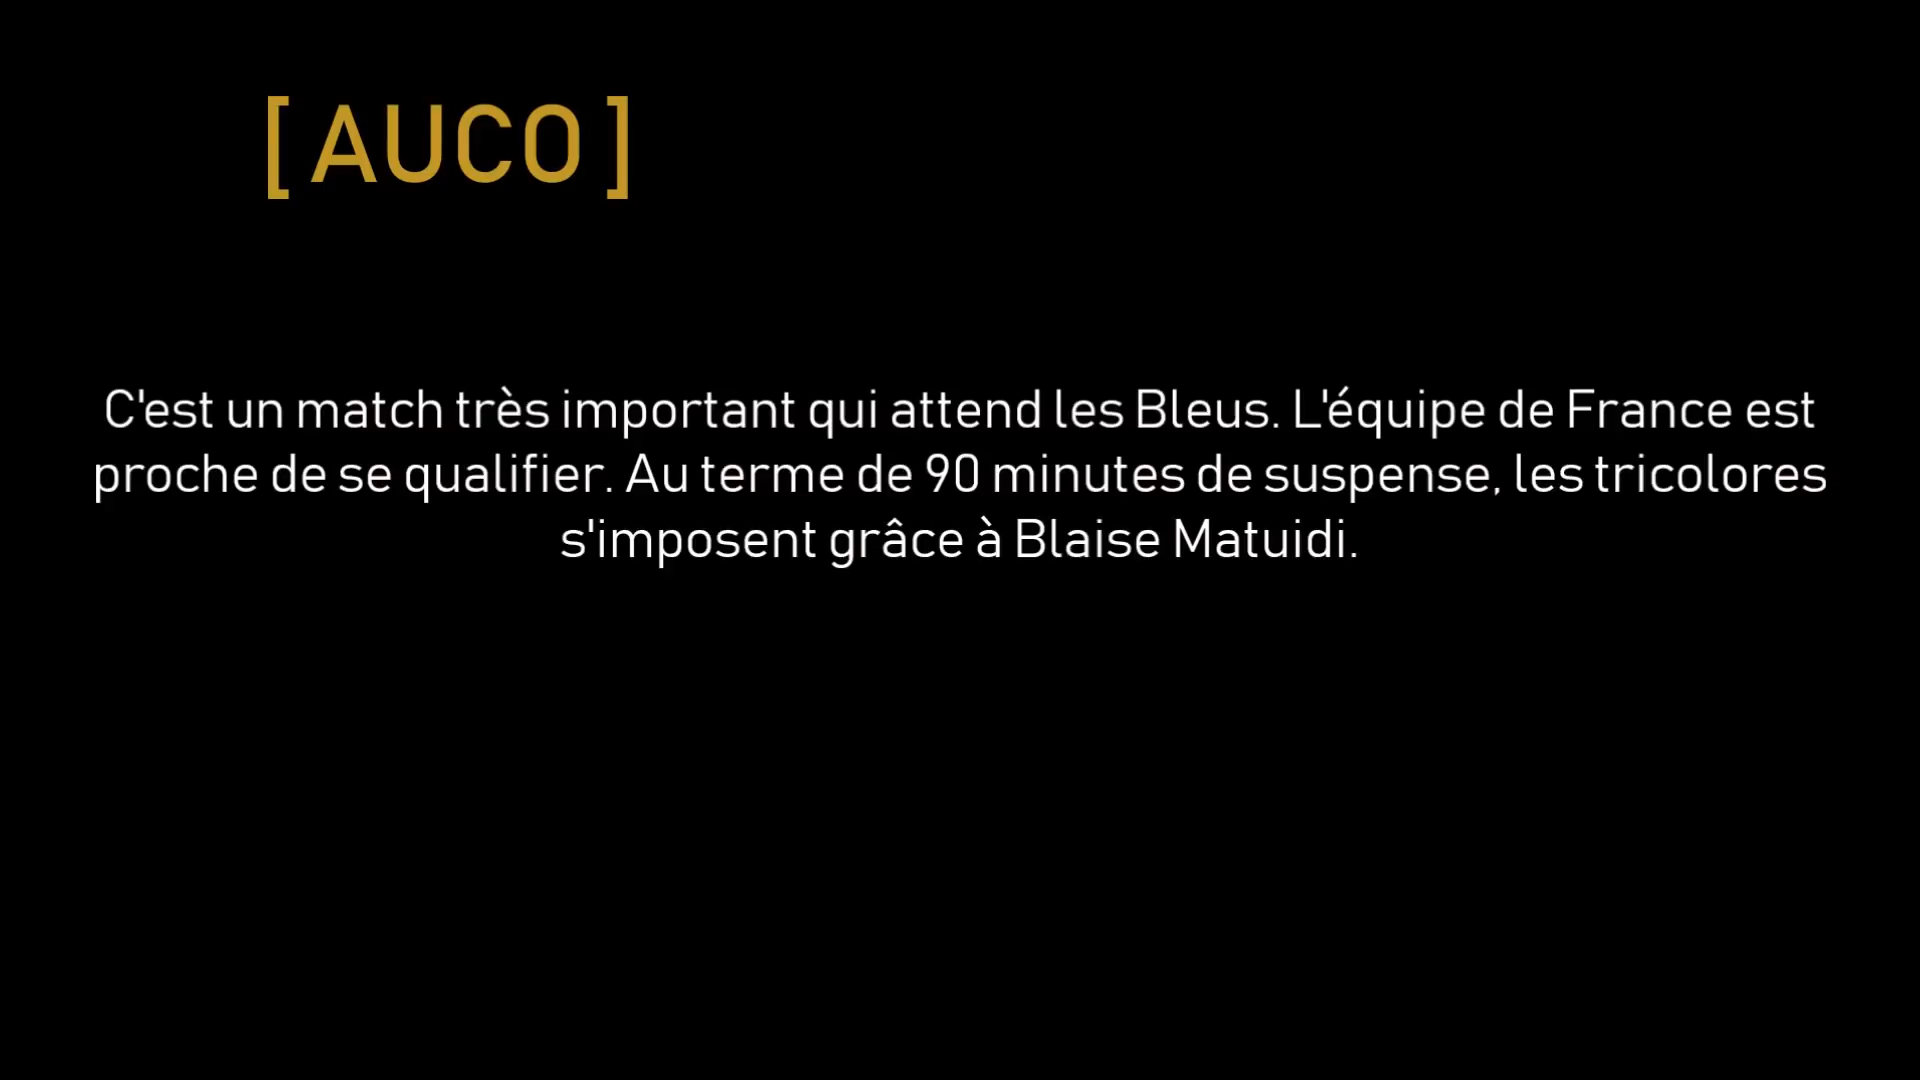 [ AUCO ]
C'est un match très important qui attend les Bleus. L'équipe de France est
proche de se qualifier. Au terme de 90 minutes de suspense, les tricolores
s'imposent grâce à Blaise Matuidi.